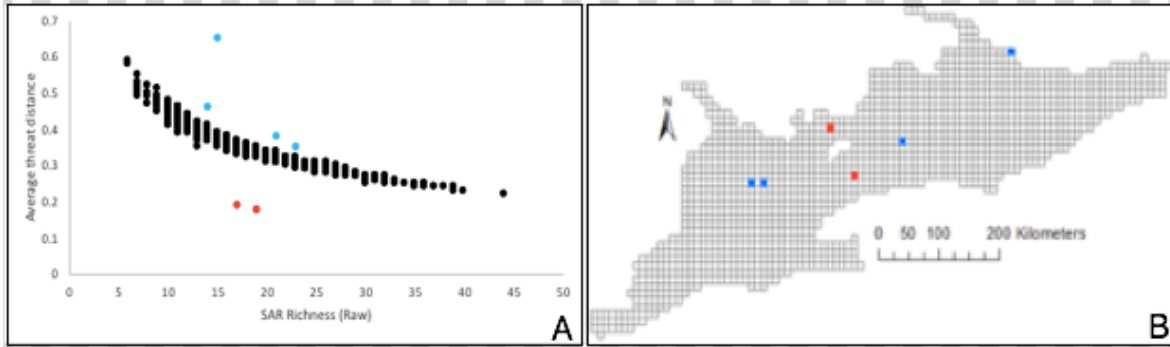 0.7
0.6
0.5
0.4
0.3
0.2
0.1
0
Average threat distance
0 5 10 15 20 25 30 35 40 45 50
SAR Richness (Raw)
A
N
0 50 100 200 Kilometers
B